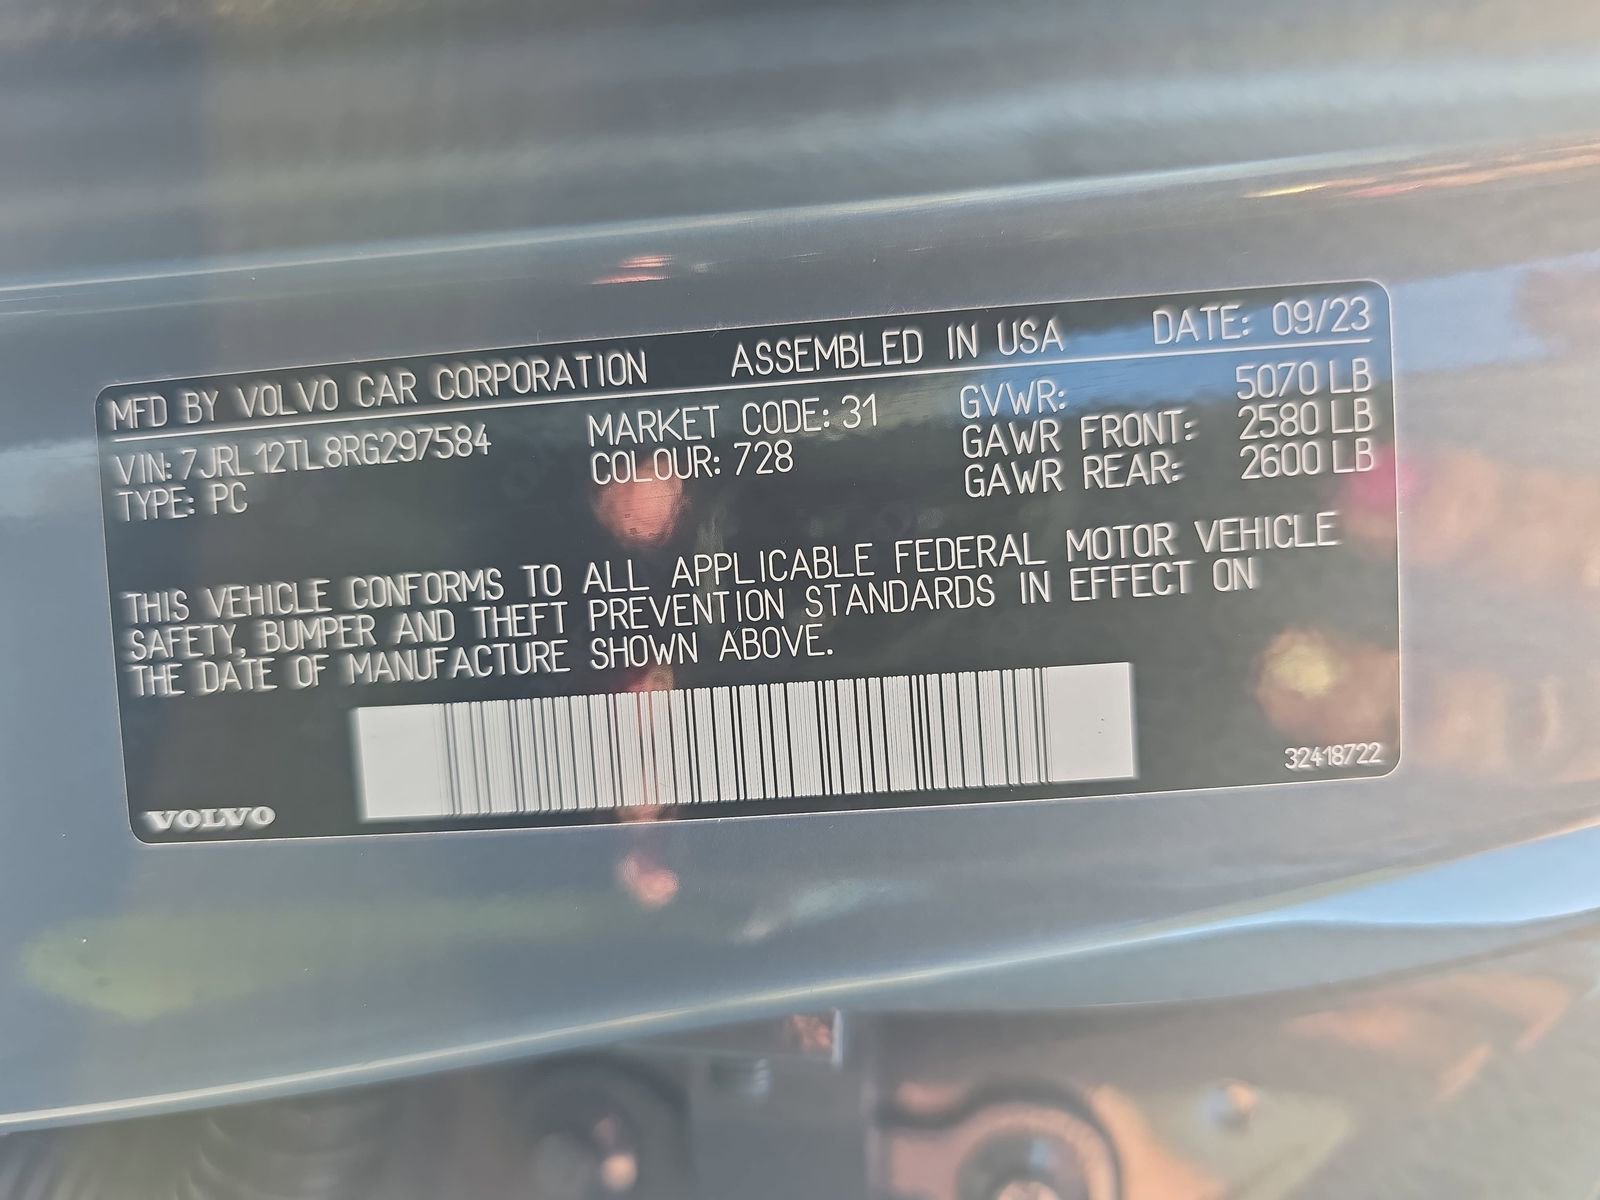 MFD BY VOLVO CAR CORPORATION ASSEMBLED IN USA DATE: 09/23
VIN: 7JRL12TL8RG297584 MARKET CODE: 31 GVWR: 5070 LB
TYPE: PC COLOUR: 728 GAWR FRONT: 2580 LB
GAWR REAR: 2600 LB
THIS VEHICLE CONFORMS TO ALL APPLICABLE FEDERAL MOTOR VEHICLE
SAFETY, BUMPER AND THEFT PREVENTION STANDARDS IN EFFECT ON
THE DATE OF MANUFACTURE SHOWN ABOVE.
VOLVO 32418722